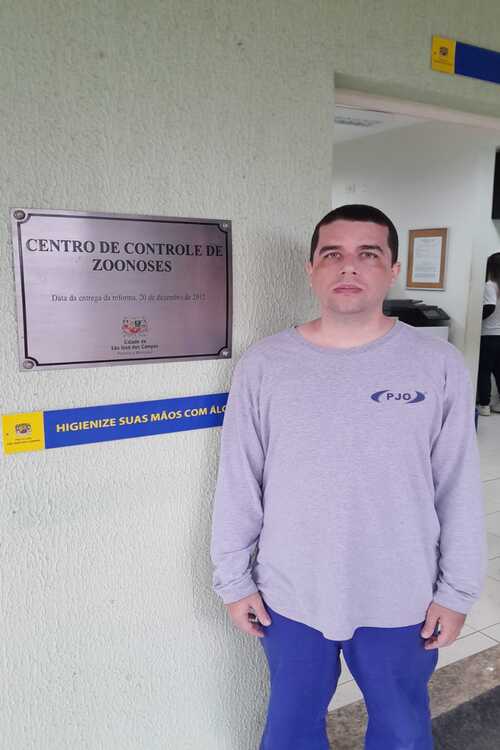 CENTRO DE CONTROLE DE
ZOONOSES
Data da entrega da reforma, 20 de dezembro de 2012
Cidade de
São José dos Campos
HIGIENIZE SUAS MÃOS COM ÁLC
PJO